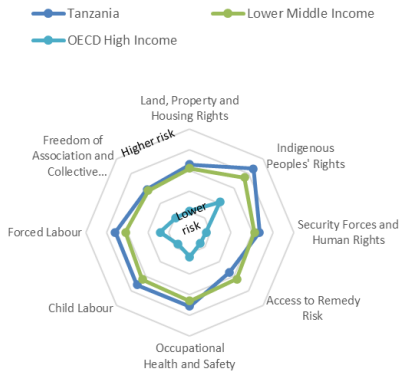 Tanzania
Lower Middle Income
OECD High Income
Land, Property and
Housing Rights
Higher risk
Freedom of
Association and
Collective...
Indigenous
Peoples' Rights
Lower
risk
Forced Labour
Security Forces and
Human Rights
Child Labour
Access to Remedy
Risk
Occupational
Health and Safety